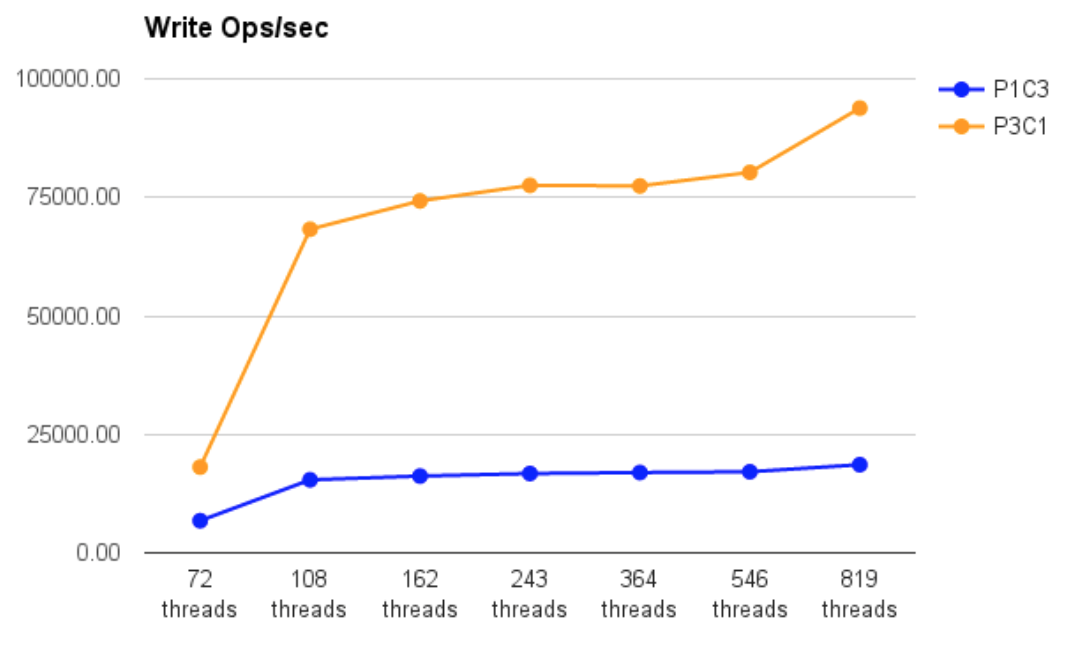 Write Ops/sec
100000.00
75000.00
50000.00
25000.00
0.00
P1C3
P3C1
72 threads
108 threads
162 threads
243 threads
364 threads
546 threads
819 threads